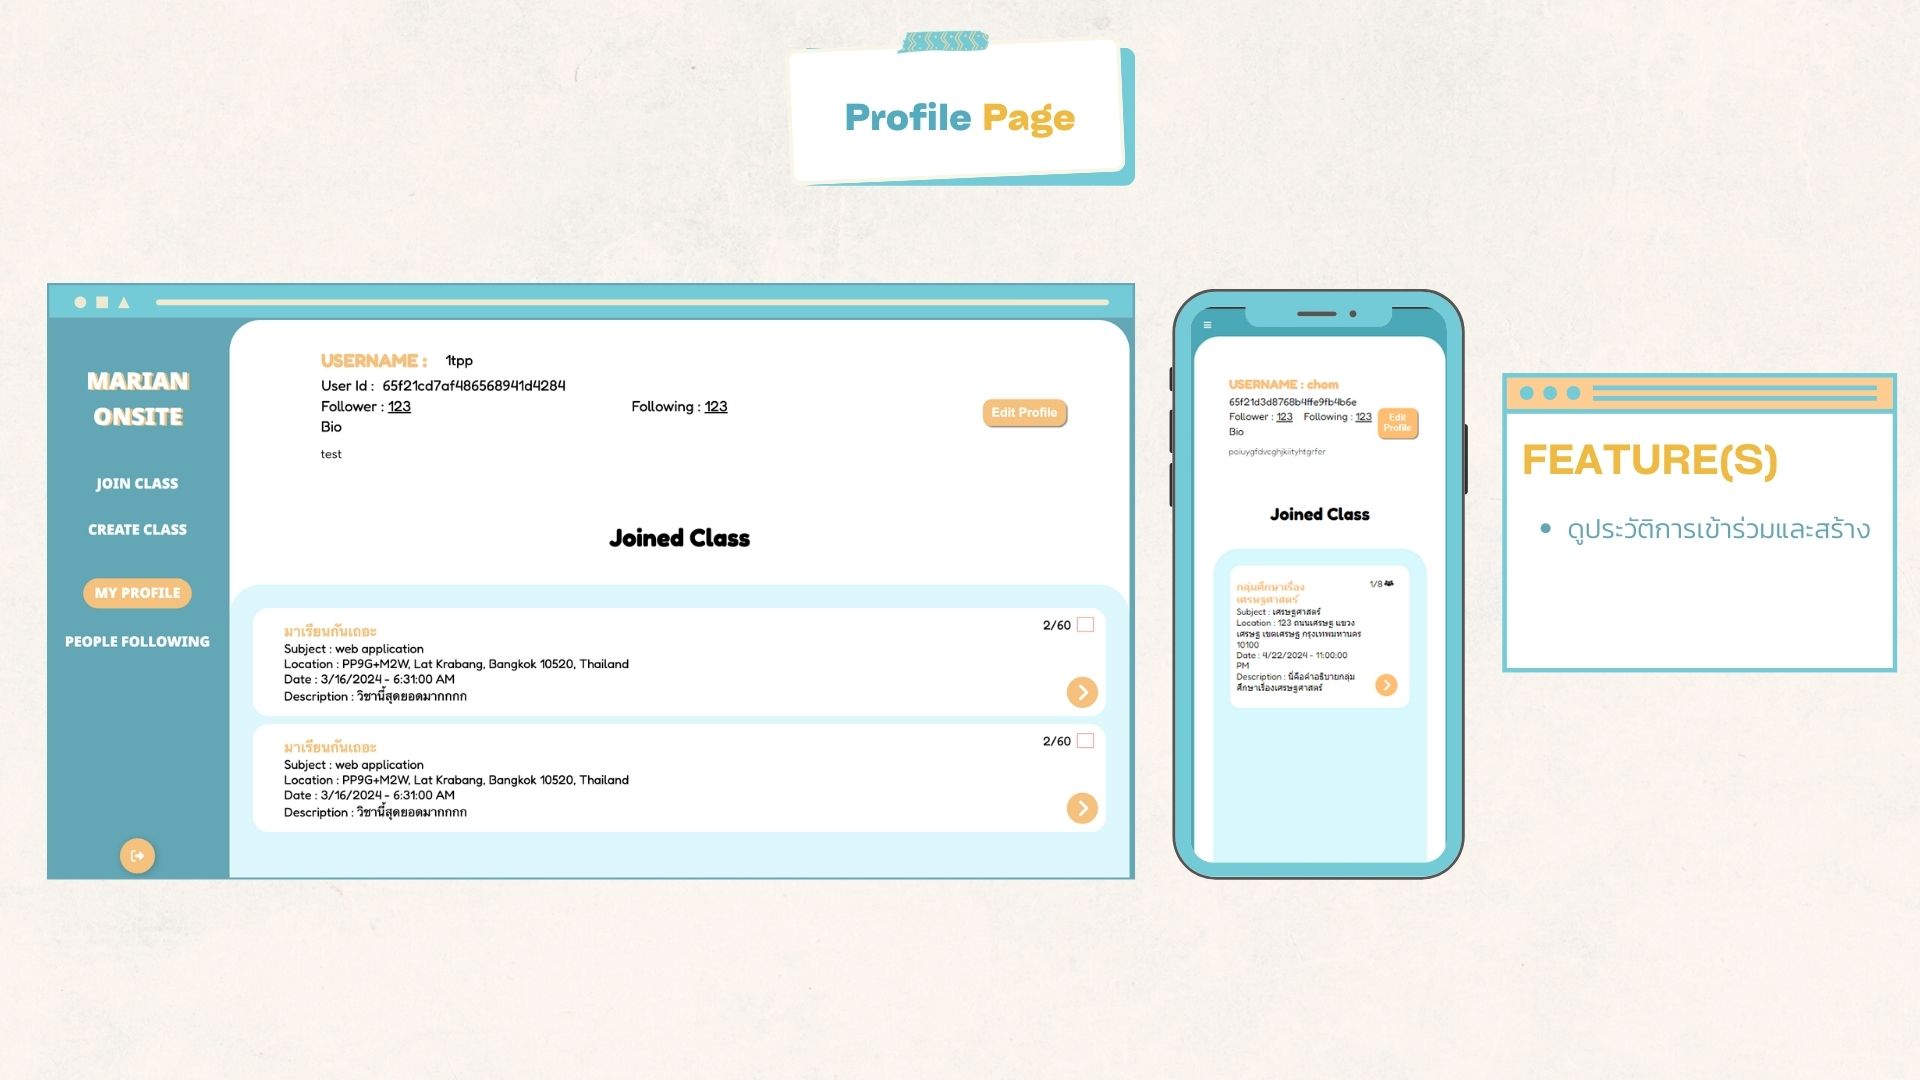 Profile Page
MARIAN
ONSITE
JOIN CLASS
CREATE CLASS
MY PROFILE
PEOPLE FOLLOWING
USERNAME : 1tpp
User Id : 65f21cd7af486568941d4284
Follower : 123 Following : 123
Edit Profile
Bio
test
Joined Class
มาเรียนกันเถอะ
2/60
Subject : web application
Location : PP9G+M2W, Lat Krabang, Bangkok 10520, Thailand
Date : 3/16/2024 - 6:31:00 AM
Description : วิชานี้สุดยอดมากกกก
มาเรียนกันเถอะ
2/60
Subject : web application
Location : PP9G+M2W, Lat Krabang, Bangkok 10520, Thailand
Date : 3/16/2024 - 6:31:00 AM
Description : วิชานี้สุดยอดมากกกก
USERNAME : chom
65f21d3d8768b4ffe9fb4b6e
Follower : 123 Following : 123
Edit
Profile
Bio
poiuygfdvcghjkiityhtgrfer
Joined Class
กลุ่มศึกษาเรื่อง
เศรษฐศาสตร์
1/8
Subject : เศรษฐศาสตร์
Location : 123 ถนนเศรษฐ แขวง
เศรษฐ เขตเศรษฐ กรุงเทพมหานคร
10100
Date : 4/22/2024 - 11:00:00
PM
Description : นี่คือคำอธิบายกลุ่ม
ศึกษาเรื่องเศรษฐศาสตร์
FEATURE(S)
• ดูประวัติการเข้าร่วมและสร้าง